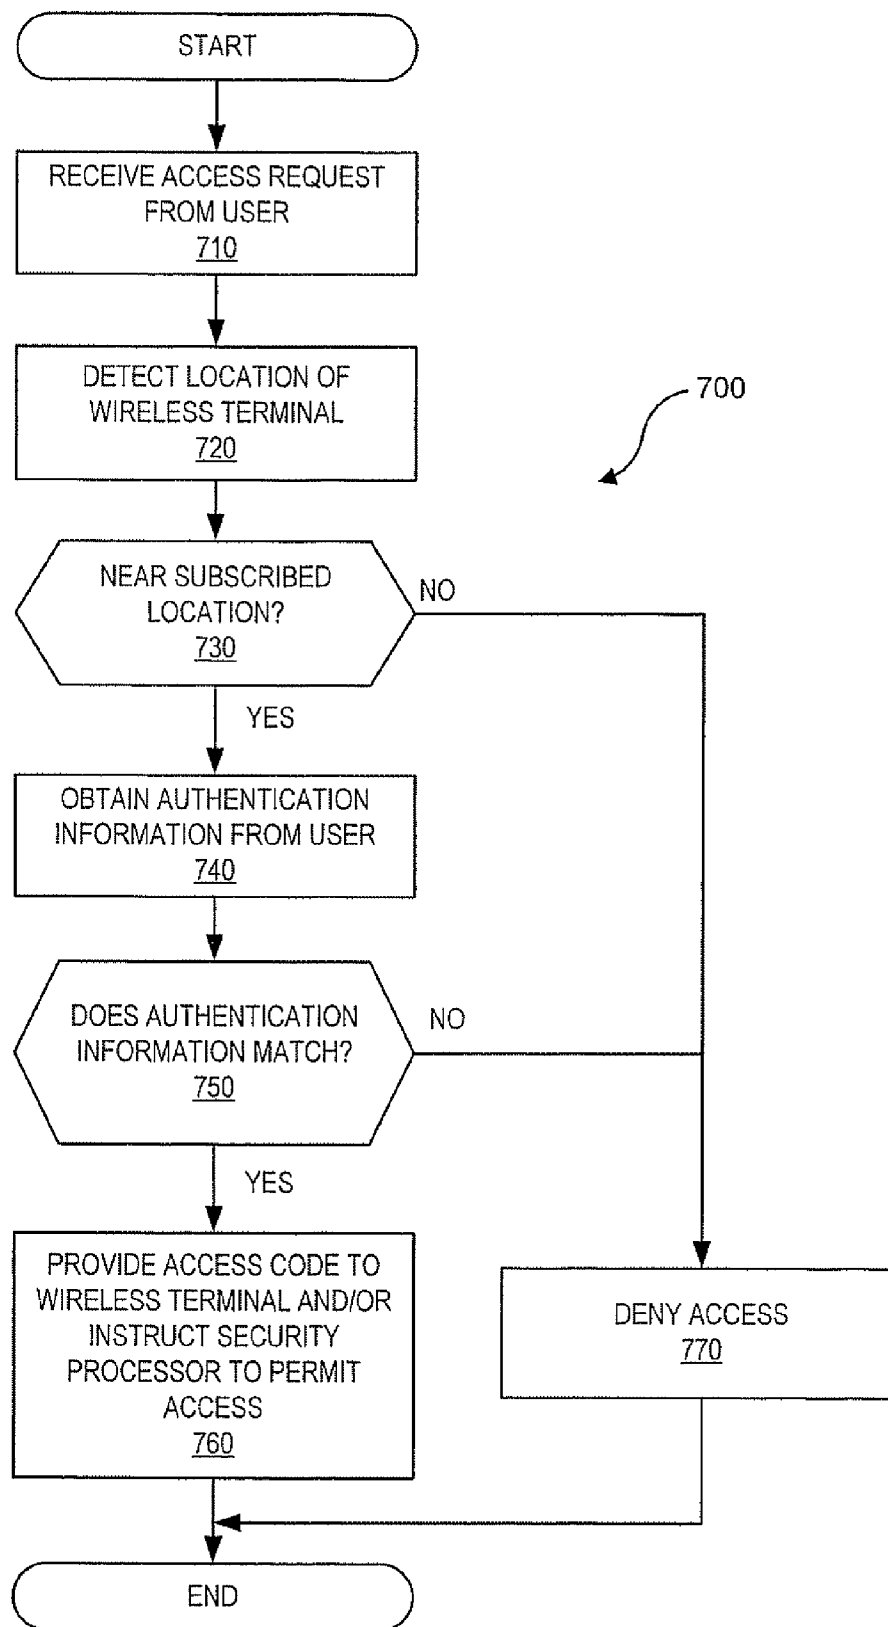 START
RECEIVE ACCESS REQUEST
FROM USER
710
DETECT LOCATION OF
WIRELESS TERMINAL
720
700
NEAR SUBSCRIBED
LOCATION?
730
NO
YES
OBTAIN AUTHENTICATION
INFORMATION FROM USER
740
DOES AUTHENTICATION
INFORMATION MATCH?
750
NO
YES
PROVIDE ACCESS CODE TO
WIRELESS TERMINAL AND/OR
INSTRUCT SECURITY
PROCESSOR TO PERMIT
ACCESS
760
DENY ACCESS
770
END